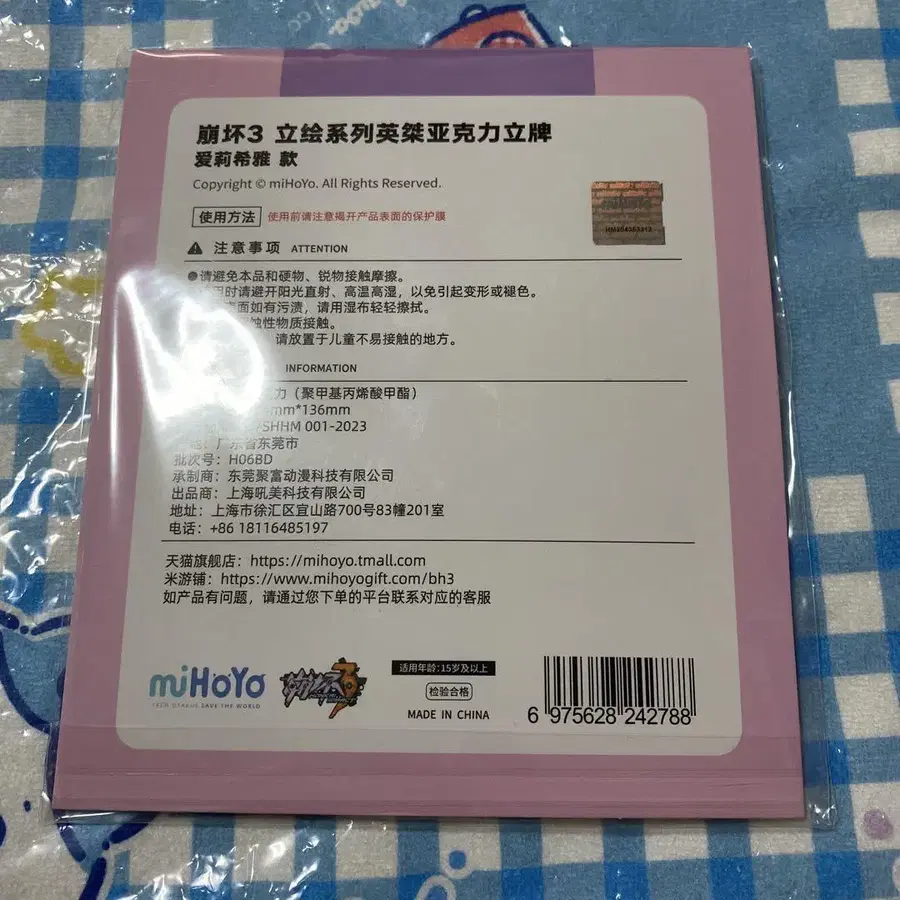 崩坏3 立绘系列英桀亚克力立牌
爱莉希雅 款
Copyright © miHoYo. All Rights Reserved.
使用方法 使用前请注意揭开产品表面的保护膜
注意事项 ATTENTION
●请避免本品和硬物、锐物接触摩擦。
用时请避开阳光直射、高温高湿，以免引起变形或褪色。
面如有污渍，请用湿布轻轻擦拭。
蚀性物质接触。
请放置于儿童不易接触的地方。
INFORMATION
力（聚甲基丙烯酸甲酯）
mm*136mm
/SHHM 001-2023
广东省东莞市
批次号：H06BD
承制商：东莞聚富动漫科技有限公司
出品商：上海吼美科技有限公司
地址：上海市徐汇区宜山路700号83幢201室
电话：+86 18116485197
天猫旗舰店：https://mihoyo.tmall.com
米游铺：https://www.mihoyogift.com/bh3
如产品有问题，请通过您下单的平台联系对应的客服
miHoYo
TECH OTAKUS SAVE THE WORLD
崩坏3
适用年龄：15岁及以上
检验合格
MADE IN CHINA
6 975628 242788